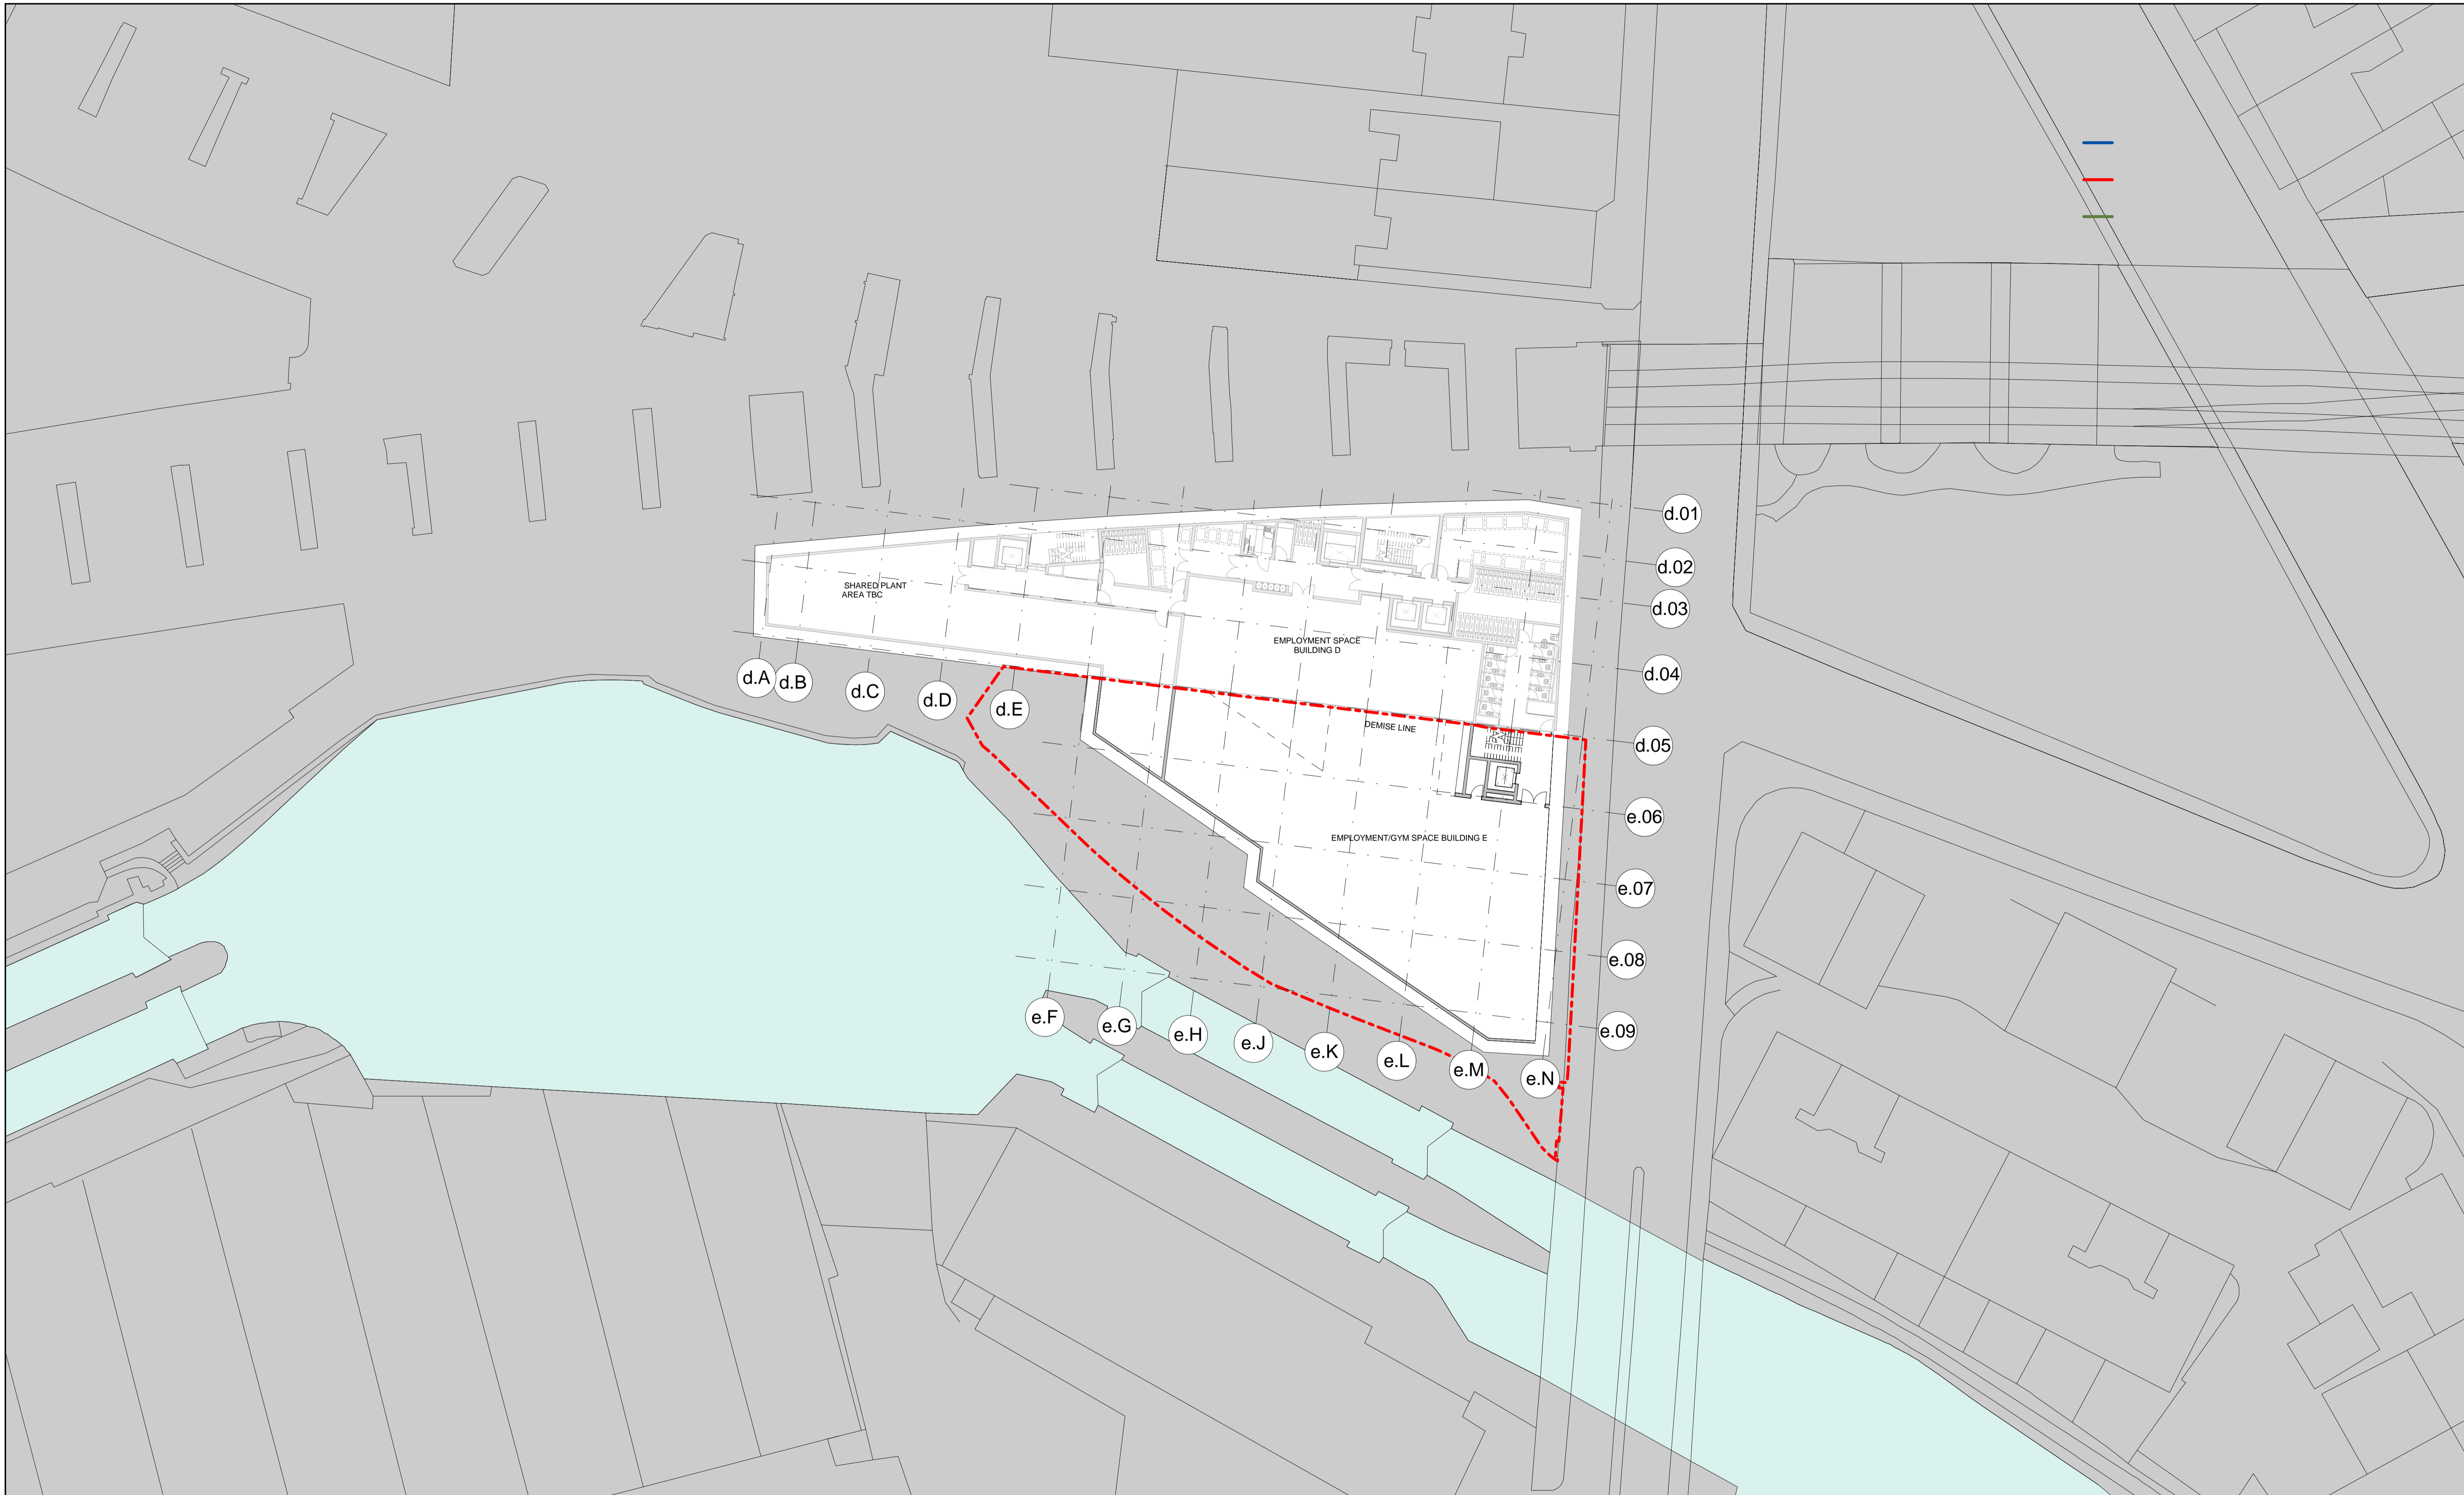 d.01
d.02
d.03
SHARED PLANT
AREA TBC
EMPLOYMENT SPACE
BUILDING D
d.04
d.A
d.B
d.C
d.D
d.E
DEMISE LINE
d.05
e.06
EMPLOYMENT/GYM SPACE BUILDING E
e.07
e.08
e.F
e.G
e.H
e.J
e.K
e.L
e.M
e.N
e.09